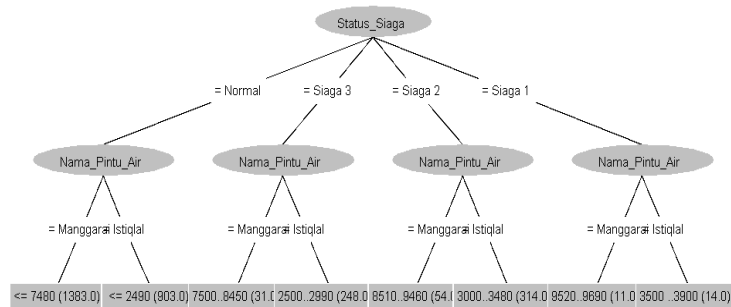 Status_Siaga
= Normal
= Siaga 3
= Siaga 2
= Siaga 1
Nama_Pintu_Air
Nama_Pintu_Air
Nama_Pintu_Air
Nama_Pintu_Air
= Manggarai
= Istiqlal
= Manggarai
= Istiqlal
= Manggarai
= Istiqlal
= Manggarai
= Istiqlal
<= 7480 (1383.0)
<= 2490 (903.0)
7500..8450 (31.0
2500..2990 (248.0
8510..9460 (54.0
3000..3480 (314.0
9520..9690 (11.0
3500 ..3900 (14.0)